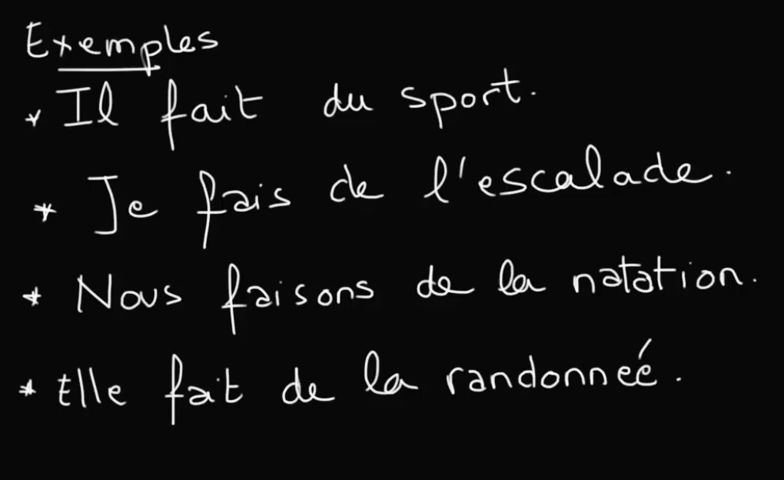 Exemples
* Il fait du sport.
* Je fais de l'escalade.
* Nous faisons de la natation.
* Elle fait de la randonneé.